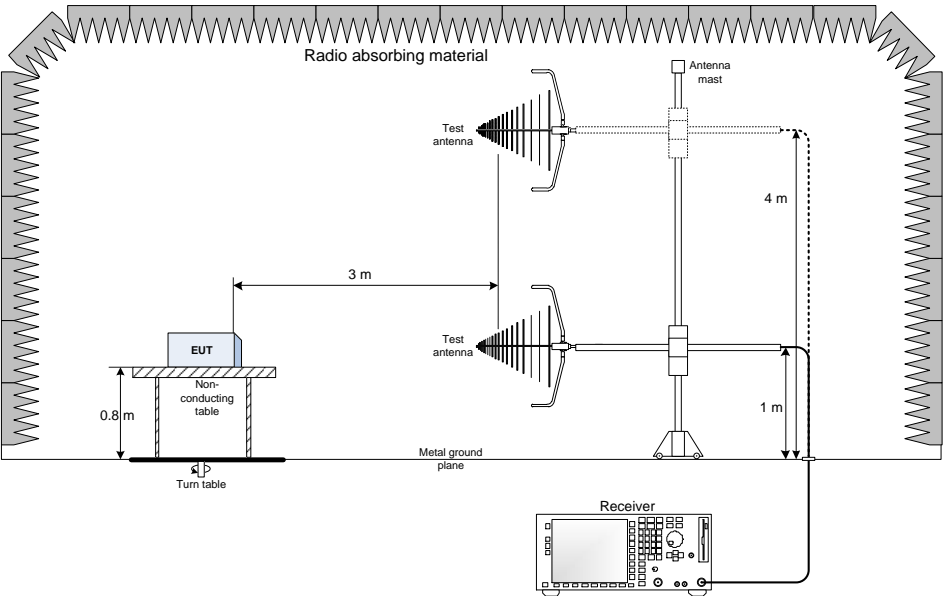 Radio absorbing material
Antenna
mast
Test
antenna
4 m
3 m
Test
antenna
EUT
Non-
conducting
table
0.8 m
1 m
Metal ground
plane
Turn table
Receiver